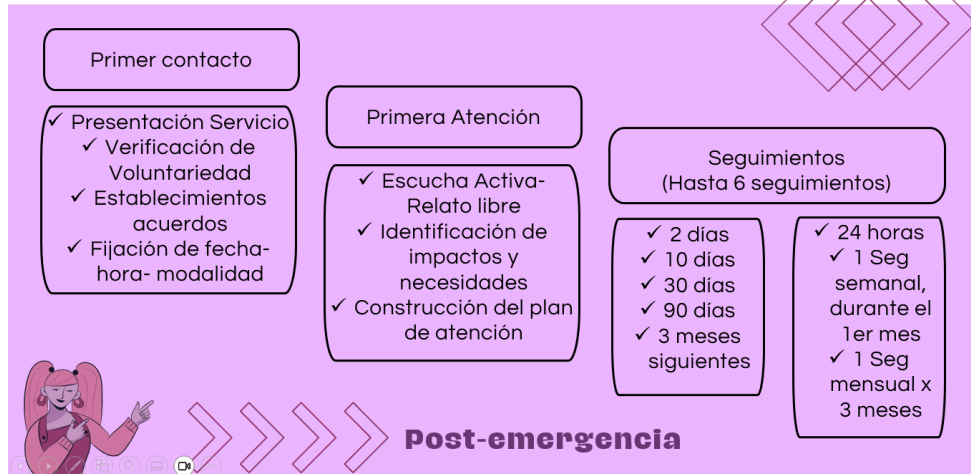 Primer contacto
✓ Presentación Servicio
✓ Verificación de
Voluntariedad
✓ Establecimientos
acuerdos
✓ Fijación de fecha-
hora- modalidad
Primera Atención
✓ Escucha Activa-
Relato libre
✓ Identificación de
impactos y
necesidades
✓ Construcción del plan
de atención
Seguimientos
(Hasta 6 seguimientos)
✓ 2 días
✓ 10 días
✓ 30 días
✓ 90 días
✓ 3 meses
siguientes
✓ 24 horas
✓ 1 Seg
semanal,
durante el
1er mes
✓ 1 Seg
mensual x
3 meses
Post-emergencia